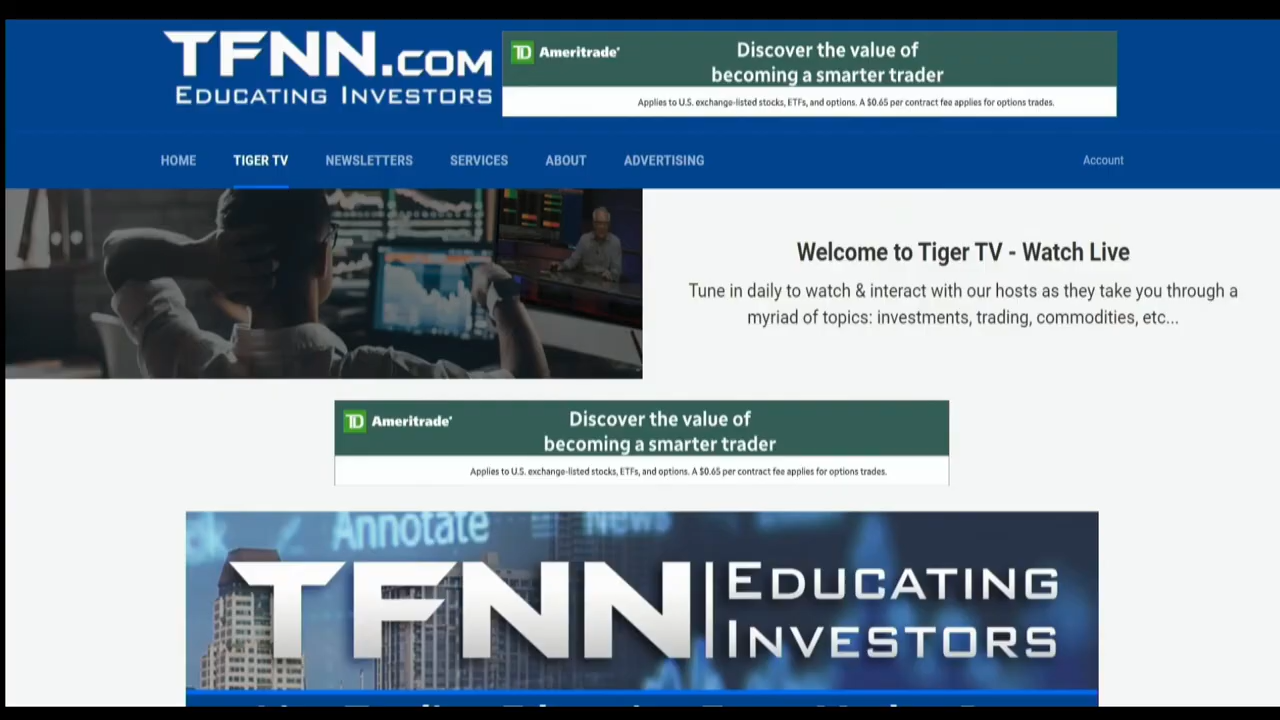 TFNN.COM
EDUCATING INVESTORS
TD Ameritrade
Discover the value of
becoming a smarter trader
Applies to U.S. exchange-listed stocks, ETFs, and options. A $0.65 per contract fee applies for options trades.
HOME TIGER TV NEWSLETTERS SERVICES ABOUT ADVERTISING Account
Welcome to Tiger TV - Watch Live
Tune in daily to watch & interact with our hosts as they take you through a
myriad of topics: investments, trading, commodities, etc...
TD Ameritrade
Discover the value of
becoming a smarter trader
Applies to U.S. exchange-listed stocks, ETFs, and options. A $0.65 per contract fee applies for options trades.
Annotate News
TFNN EDUCATING
INVESTORS